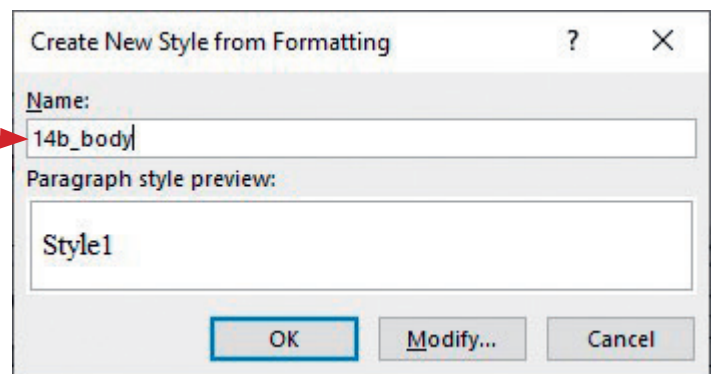 Create New Style from Formatting ? ×
Name:
14b_body
Paragraph style preview:
Style1
OK Modify... Cancel